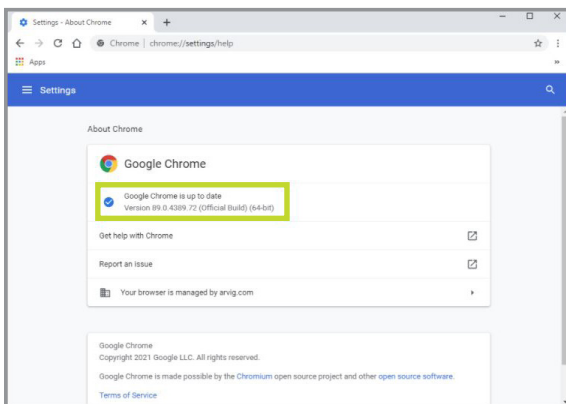 Settings - About Chrome
Chrome | chrome://settings/help
Apps
Settings
About Chrome
Google Chrome
Google Chrome is up to date
Version 89.0.4389.72 (Official Build) (64-bit)
Get help with Chrome
Report an issue
Your browser is managed by arvig.com
Google Chrome
Copyright 2021 Google LLC. All rights reserved.
Google Chrome is made possible by the Chromium open source project and other open source software.
Terms of Service